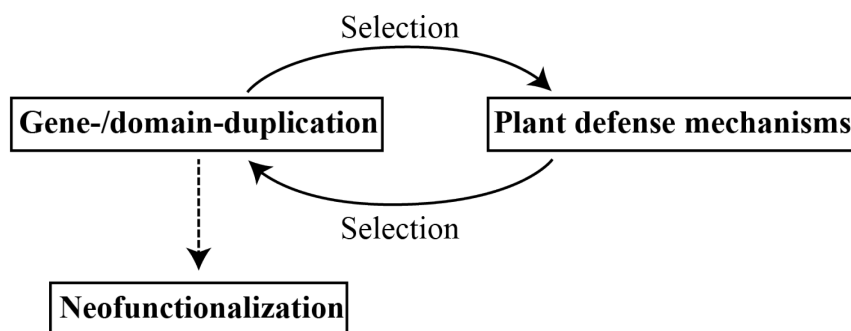 Selection
Gene-/domain-duplication
Plant defense mechanisms
Selection
Neofunctionalization